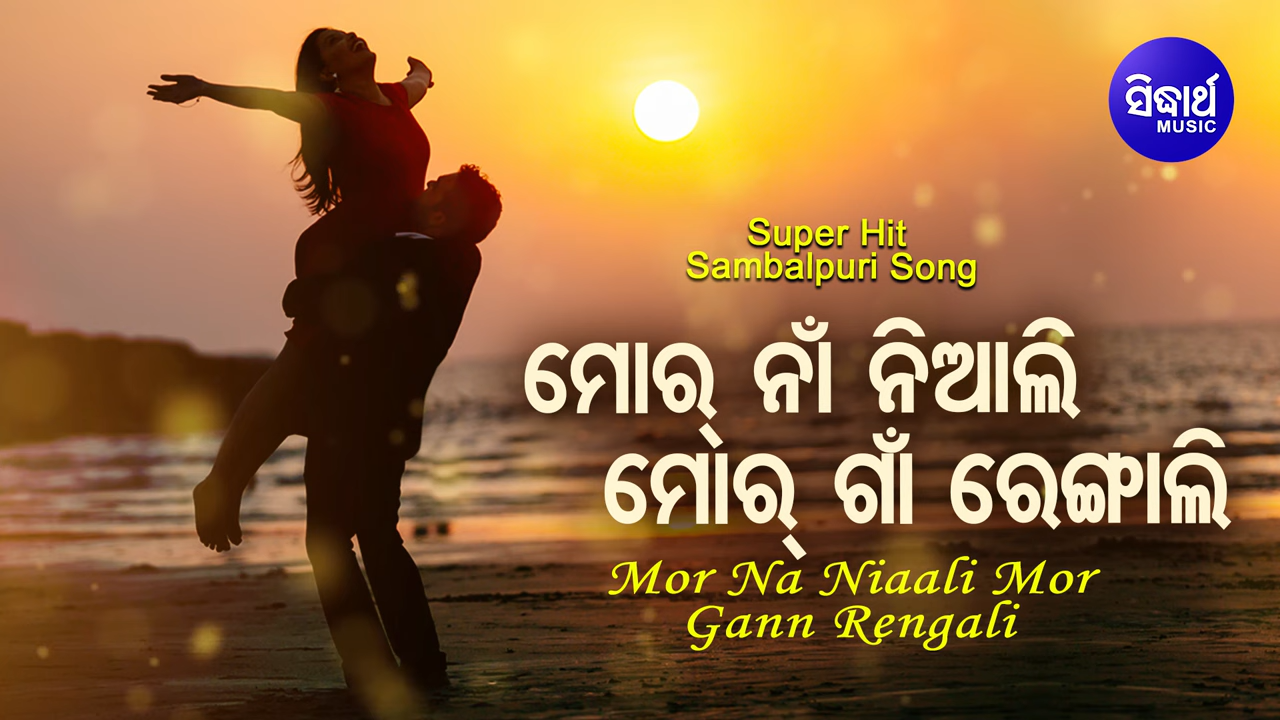 ସିଦ୍ଧାର୍ଥ
MUSIC
Super Hit
Sambalpuri Song
ମୋର୍ ନାଁ ନିଆଲି
ମୋର୍ ଗାଁ ରେଙ୍ଗାଲି
Mor Na Niaali Mor
Gann Rengali